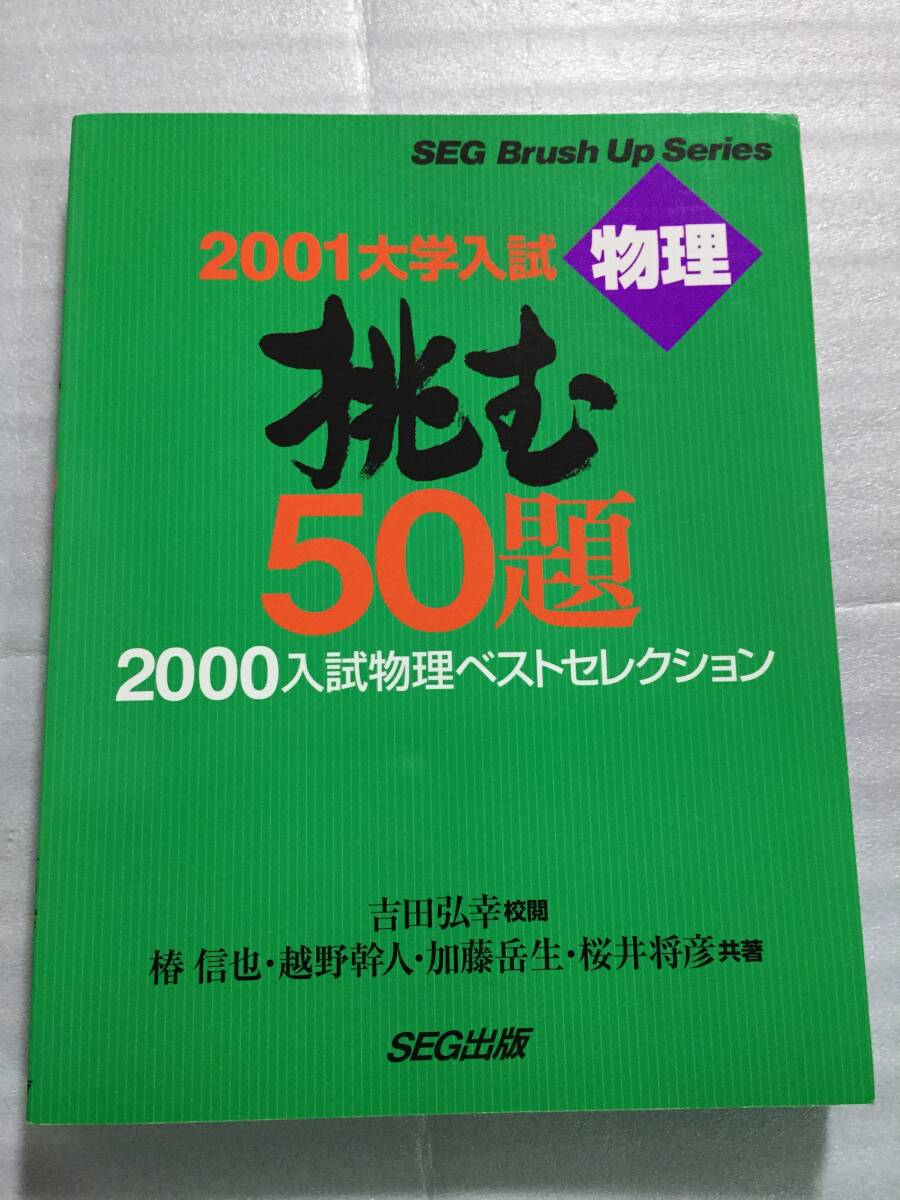 SEG Brush Up Series
2001大学入試
物理
挑む
50題
2000入試物理ベストセレクション
吉田弘幸校閲
椿 信也・越野幹人・加藤岳生・桜井将彦共著
SEG出版